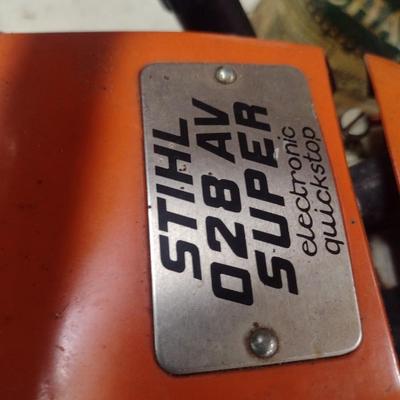 STIHL
028 AV
SUPER
electronic
quickstop